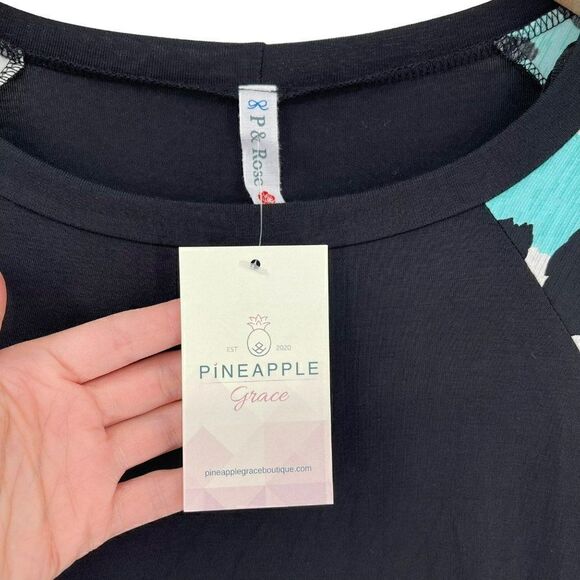 P & Rose
EST
2020
PiNEAPPLE
Grace
pineapplegraceboutique.com